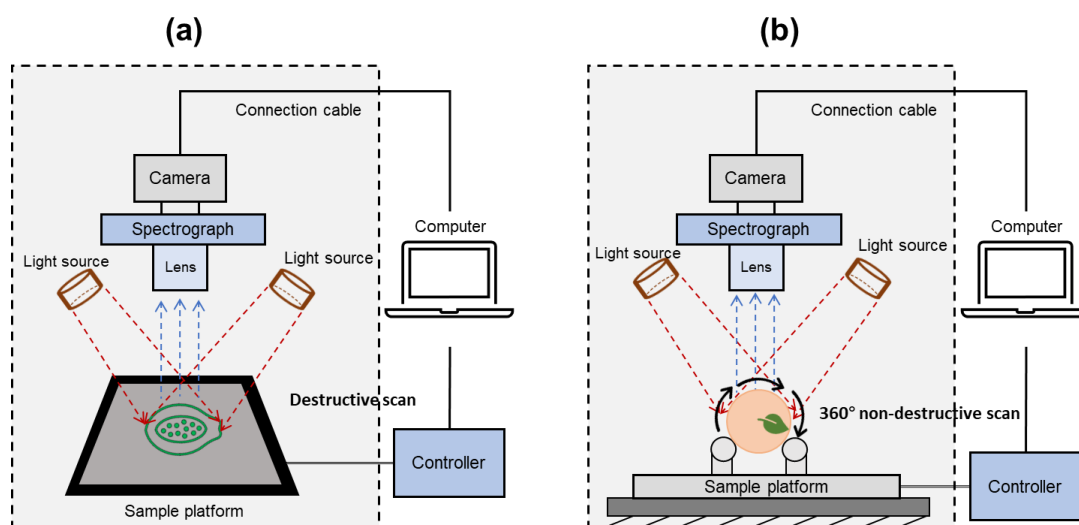 (a)
Connection cable
Camera
Spectrograph
Computer
Light source
Lens
Light source
Destructive scan
Controller
Sample platform
(b)
Connection cable
Camera
Spectrograph
Computer
Light source
Lens
Light source
360° non-destructive scan
Controller
Sample platform